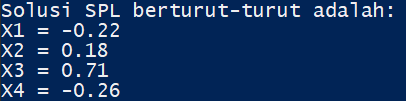 Solusi SPL berturut-turut adalah:
X1 = -0.22
X2 = 0.18
X3 = 0.71
X4 = -0.26